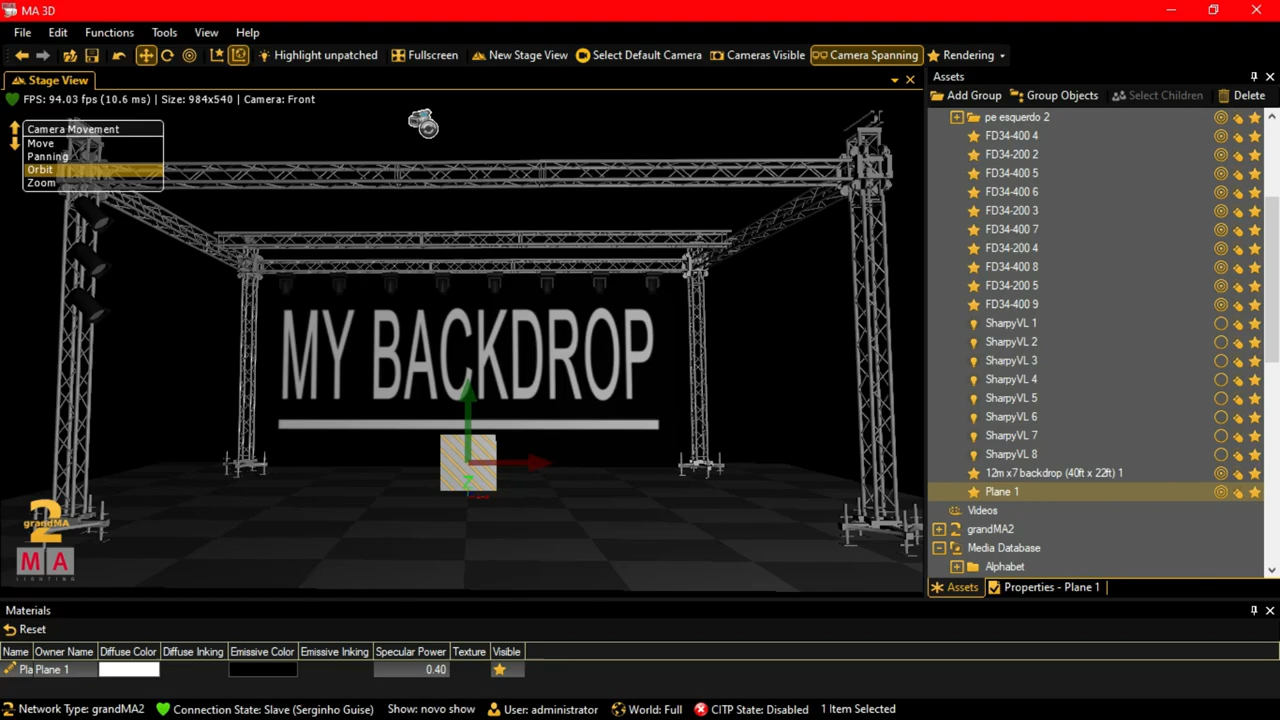 MA 3D
File Edit Functions Tools View Help
Highlight unpatched Fullscreen New Stage View Select Default Camera Cameras Visible Camera Spanning Rendering
Stage View
FPS: 94.03 fps (10.6 ms) | Size: 984x540 | Camera: Front
Camera Movement
Move
Panning
Orbit
Zoom
MY BACKDROP
Z
2
grandMA
MA
LIGHTING
Assets
Add Group Group Objects Select Children Delete
pe esquerdo 2
FD34-400 4
FD34-200 2
FD34-400 5
FD34-400 6
FD34-200 3
FD34-400 7
FD34-200 4
FD34-400 8
FD34-200 5
FD34-400 9
SharpyVL 1
SharpyVL 2
SharpyVL 3
SharpyVL 4
SharpyVL 5
SharpyVL 6
SharpyVL 7
SharpyVL 8
12m x7 backdrop (40ft x 22ft) 1
Plane 1
Videos
grandMA2
Media Database
Alphabet
Assets Properties - Plane 1
Materials
Reset
Name Owner Name Diffuse Color Diffuse Inking Emissive Color Emissive Inking Specular Power Texture Visible
Pla Plane 1 0.40
Network Type: grandMA2 Connection State: Slave (Serginho Guise) Show: novo show User: administrator World: Full CITP State: Disabled 1 Item Selected